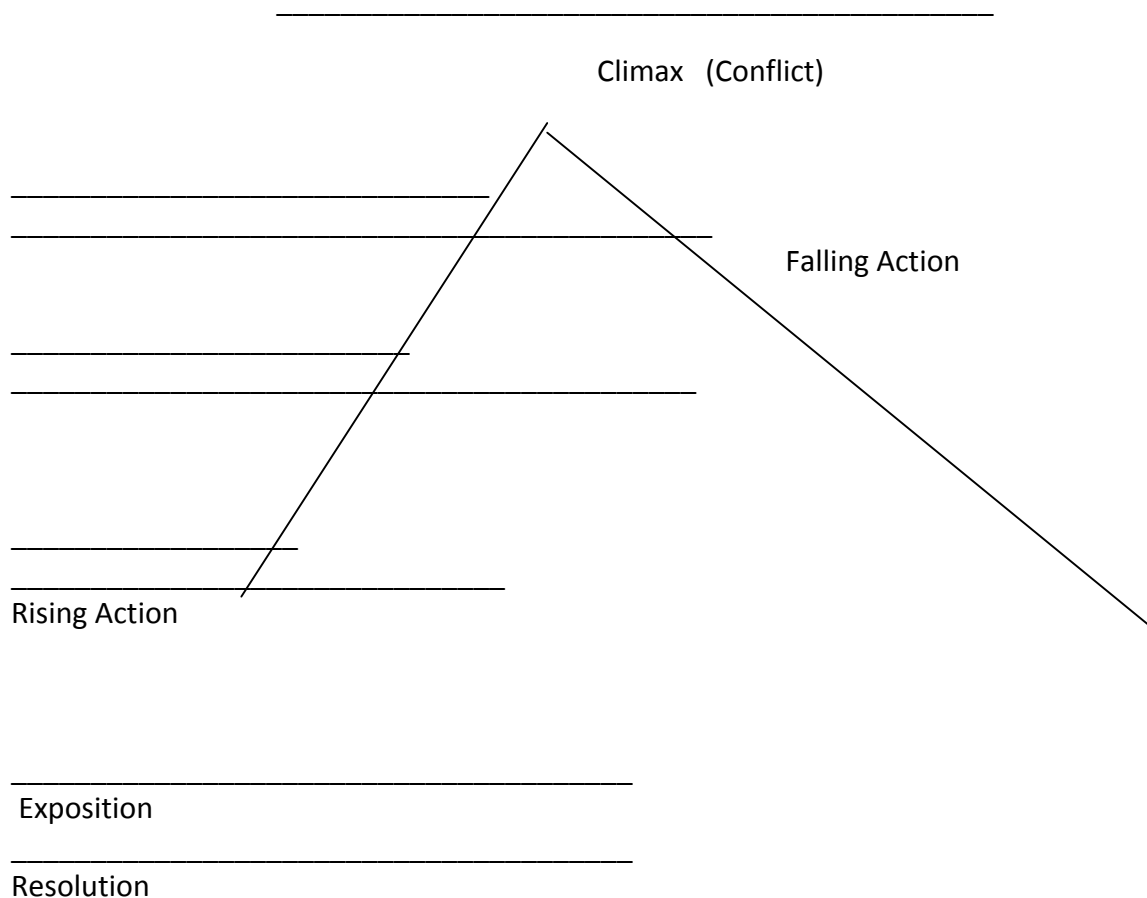 Climax (Conflict)
Falling Action
Rising Action
Exposition
Resolution